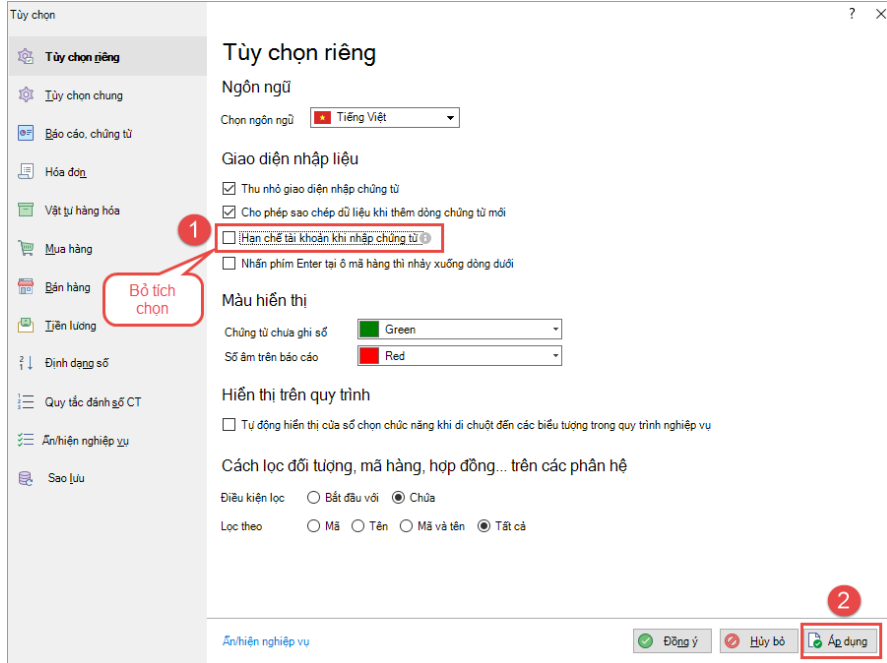 Tùy chọn
?
Tùy chọn riêng
Tùy chọn chung
Báo cáo, chứng từ
Hóa đơn
Vật tư hàng hóa
Mua hàng
Bán hàng
Tiền lương
Định dạng số
Quy tắc đánh số CT
Ẩn/hiện nghiệp vụ
Sao lưu
Tùy chọn riêng
Ngôn ngữ
Chọn ngôn ngữ Tiếng Việt
Giao diện nhập liệu
Thu nhỏ giao diện nhập chứng từ
Cho phép sao chép dữ liệu khi thêm dòng chứng từ mới
1
Hạn chế tài khoản khi nhập chứng từ
Nhấn phím Enter tại ô mã hàng thì nhảy xuống dòng dưới
Bỏ tích
chọn
Màu hiển thị
Chứng từ chưa ghi sổ Green
Số âm trên báo cáo Red
Hiển thị trên quy trình
Tự động hiển thị cửa sổ chọn chức năng khi di chuột đến các biểu tượng trong quy trình nghiệp vụ
Cách lọc đối tượng, mã hàng, hợp đồng... trên các phân hệ
Điều kiện lọc Bắt đầu với Chứa
Lọc theo Mã Tên Mã và tên Tất cả
2
Ẩn/hiện nghiệp vụ
Đồng ý Hủy bỏ Áp dụng